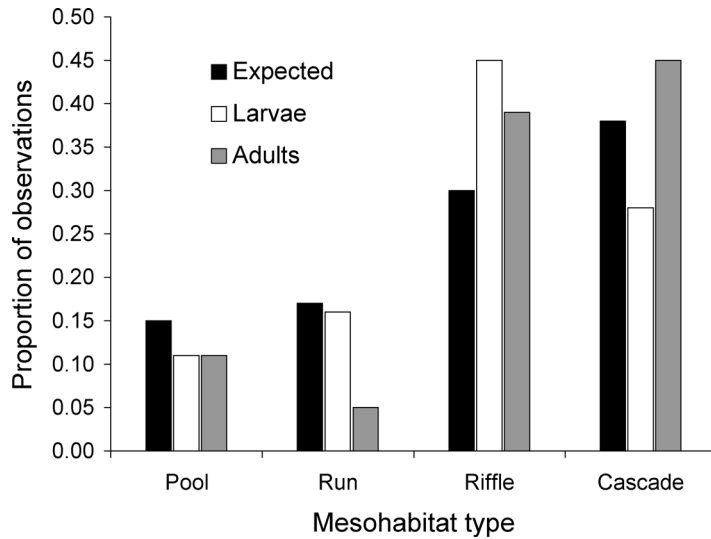 0.50
0.45
0.40
0.35
0.30
0.25
0.20
0.15
0.10
0.05
0.00
Proportion of observations
Expected
Larvae
Adults
Pool Run Riffle Cascade
Mesohabitat type